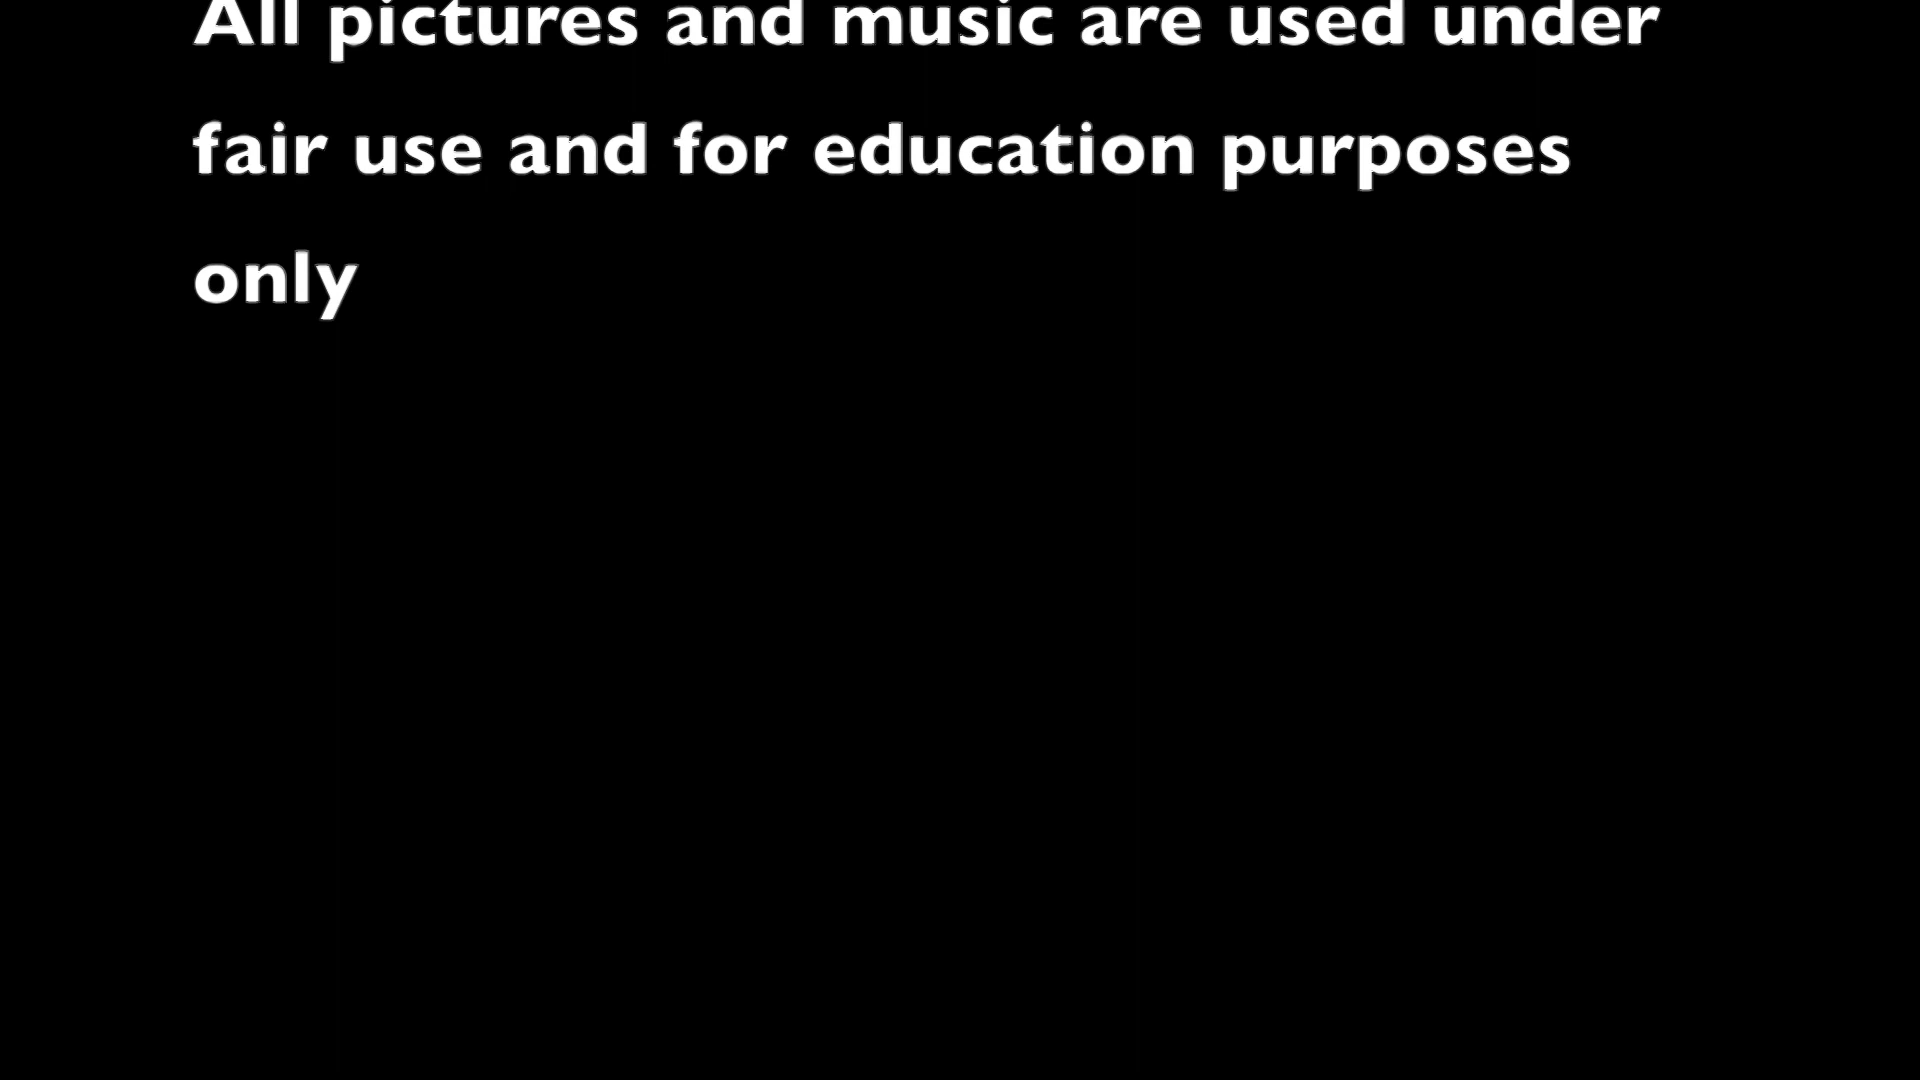 All pictures and music are used under
fair use and for education purposes
only